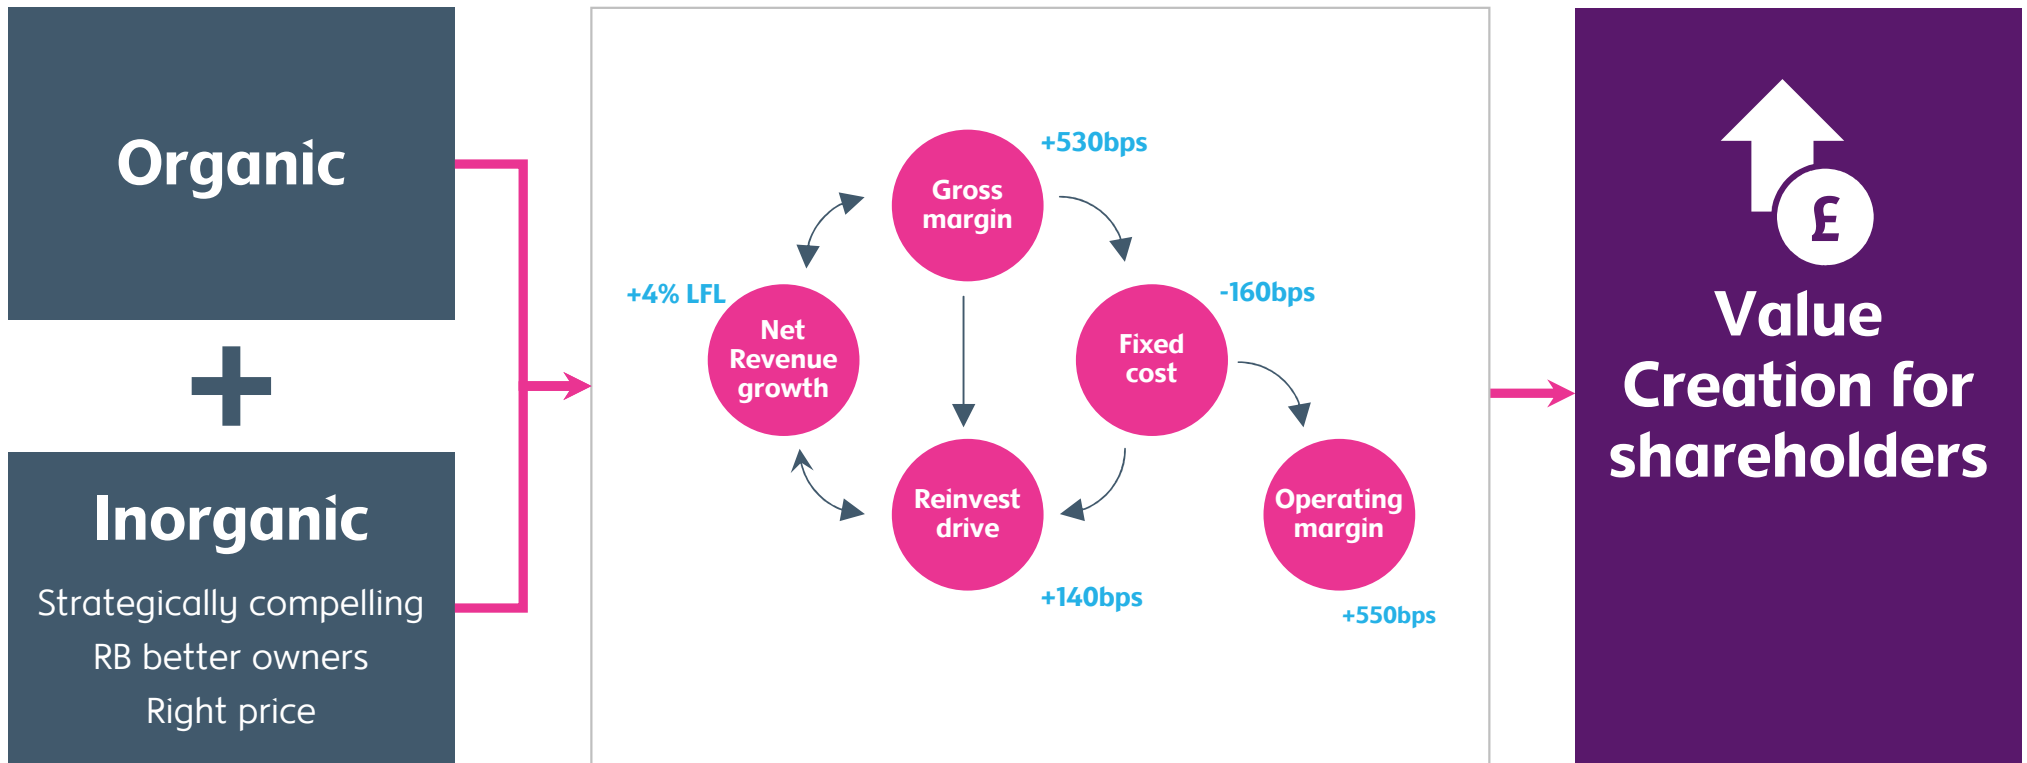 Organic
+
Inorganic
Strategically compelling
RB better owners
Right price
+530bps
Gross
margin
+4% LFL
Net
Revenue
growth
-160bps
Fixed
cost
Reinvest
drive
+140bps
Operating
margin
+550bps
£
Value
Creation for
shareholders